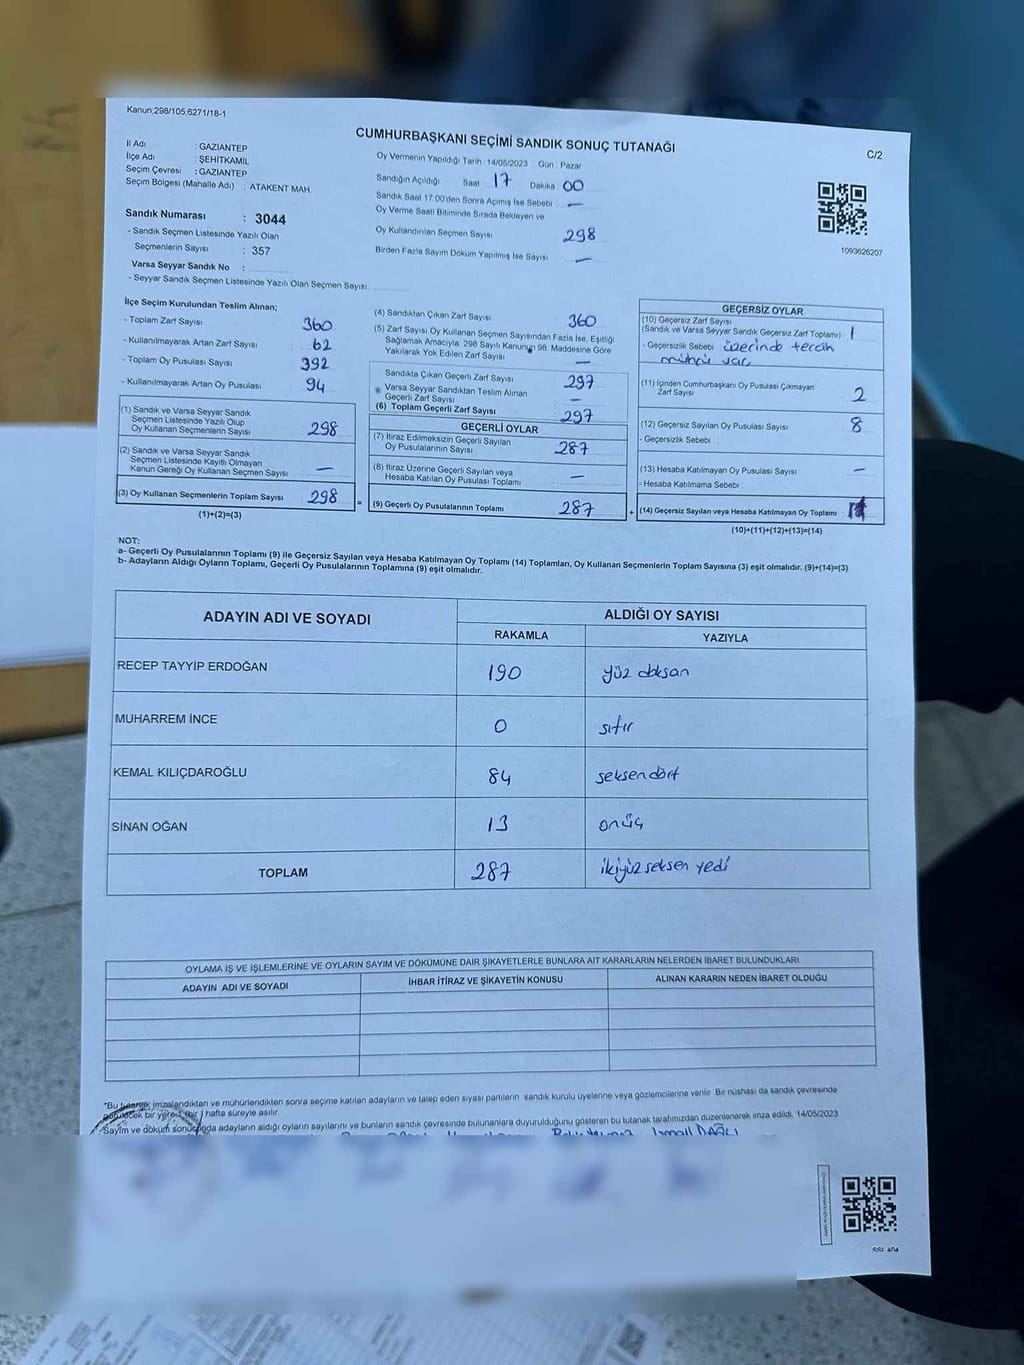 Kanun:298/105,6271/18-1
CUMHURBAŞKANI SEÇİMİ SANDIK SONUÇ TUTANAĞI
C/2
İl Adı : GAZİANTEP
İlçe Adı : ŞEHİTKAMİL
Seçim Çevresi : GAZİANTEP
Seçim Bölgesi (Mahalle Adı) : ATAKENT MAH
Sandık Numarası : 3044
- Sandık Seçmen Listesinde Yazılı Olan
Seçmenlerin Sayısı : 357
Varsa Seyyar Sandık No :
- Seyyar Sandık Seçmen Listesinde Yazılı Olan Seçmen Sayısı:
Oy Vermenin Yapıldığı Tarih :14/05/2023 Gün : Pazar
Sandığın Açıldığı Saat : 17 Dakika : 00
Sandık Saat 17:00'den Sonra Açılmış İse Sebebi : —
Oy Verme Saati Bitiminde Sırada Bekleyen ve
Oy Kullandırılan Seçmen Sayısı 298
Birden Fazla Sayım Döküm Yapılmış İse Sayısı : —
1093626207
İlçe Seçim Kurulundan Teslim Alınan;
- Toplam Zarf Sayısı : 360
- Kullanılmayarak Artan Zarf Sayısı : 62
- Toplam Oy Pusulası Sayısı : 392
- Kullanılmayarak Artan Oy Pusulası : 94
(1) Sandık ve Varsa Seyyar Sandık
Seçmen Listesinde Yazılı Olup
Oy Kullanan Seçmenlerin Sayısı : 298
(2) Sandık ve Varsa Seyyar Sandık
Seçmen Listesinde Kayıtlı Olmayan
Kanun Gereği Oy Kullanan Seçmen Sayısı : —
(3) Oy Kullanan Seçmenlerin Toplam Sayısı : 298
(1)+(2)=(3)
(4) Sandıktan Çıkan Zarf Sayısı : 360
(5) Zarf Sayısı Oy Kullanan Seçmen Sayısından Fazla İse, Eşitliği
Sağlamak Amacıyla, 298 Sayılı Kanunun 98. Maddesine Göre
Yakılarak Yok Edilen Zarf Sayısı : —
Sandıkta Çıkan Geçerli Zarf Sayısı : 297
Varsa Seyyar Sandıktan Teslim Alınan
Geçerli Zarf Sayısı : —
(6) Toplam Geçerli Zarf Sayısı : 297
GEÇERLİ OYLAR
(7) İtiraz Edilmeksizin Geçerli Sayılan
Oy Pusulalarının Sayısı : 287
(8) İtiraz Üzerine Geçerli Sayılan veya
Hesaba Katılan Oy Pusulası Toplamı : —
= (9) Geçerli Oy Pusulalarının Toplamı : 287
GEÇERSİZ OYLAR
(10) Geçersiz Zarf Sayısı
(Sandık ve Varsa Seyyar Sandık Geçersiz Zarf Toplamı) : 1
- Geçersizlik Sebebi : üzerinde tercih
mühru var,
(11) İçinden Cumhurbaşkanı Oy Pusulası Çıkmayan
Zarf Sayısı : 2
(12) Geçersiz Sayılan Oy Pusulası Sayısı : 8
- Geçersizlik Sebebi :
(13) Hesaba Katılmayan Oy Pusulası Sayısı : —
- Hesaba Katılmama Sebebi :
+ (14) Geçersiz Sayılan veya Hesaba Katılmayan Oy Toplamı : 11
(10)+(11)+(12)+(13)=(14)
NOT:
a- Geçerli Oy Pusulalarının Toplamı (9) ile Geçersiz Sayılan veya Hesaba Katılmayan Oy Toplamı (14) Toplamları, Oy Kullanan Seçmenlerin Toplam Sayısına (3) eşit olmalıdır. (9)+(14)=(3)
b- Adayların Aldığı Oyların Toplamı, Geçerli Oy Pusulalarının Toplamına (9) eşit olmalıdır.
ADAYIN ADI VE SOYADI
ALDIĞI OY SAYISI
RAKAMLA YAZIYLA
RECEP TAYYİP ERDOĞAN 190 yüz doksan
MUHARREM İNCE 0 sıfır
KEMAL KILIÇDAROĞLU 84 seksendört
SİNAN OĞAN 13 onüç
TOPLAM 287 ikiyüz seksen yedi
OYLAMA İŞ VE İŞLEMLERİNE VE OYLARIN SAYIM VE DÖKÜMÜNE DAİR ŞİKAYETLERLE BUNLARA AİT KARARLARIN NELERDEN İBARET BULUNDUKLARI
ADAYIN ADI VE SOYADI İHBAR İTİRAZ VE ŞİKAYETİN KONUSU ALINAN KARARIN NEDEN İBARET OLDUĞU
*Bu tutanak imzalandıktan ve mühürlendikten sonra seçime katılan adayların ve talep eden siyasi partilerin sandık kurulu üyelerine veya gözlemcilerine verilir. Bir nüshası da sandık çevresinde
görülecek bir yere 1 (bir) hafta süreyle asılır.
Sayım ve döküm sonucunda adayların aldığı oyların sayılarını ve bunların sandık çevresinde bulunanlara duyurulduğunu gösteren bu tutanak tarafımızdan düzenlenerek imza edildi. 14/05/2023
İsmail DAĞLI
SSL 404